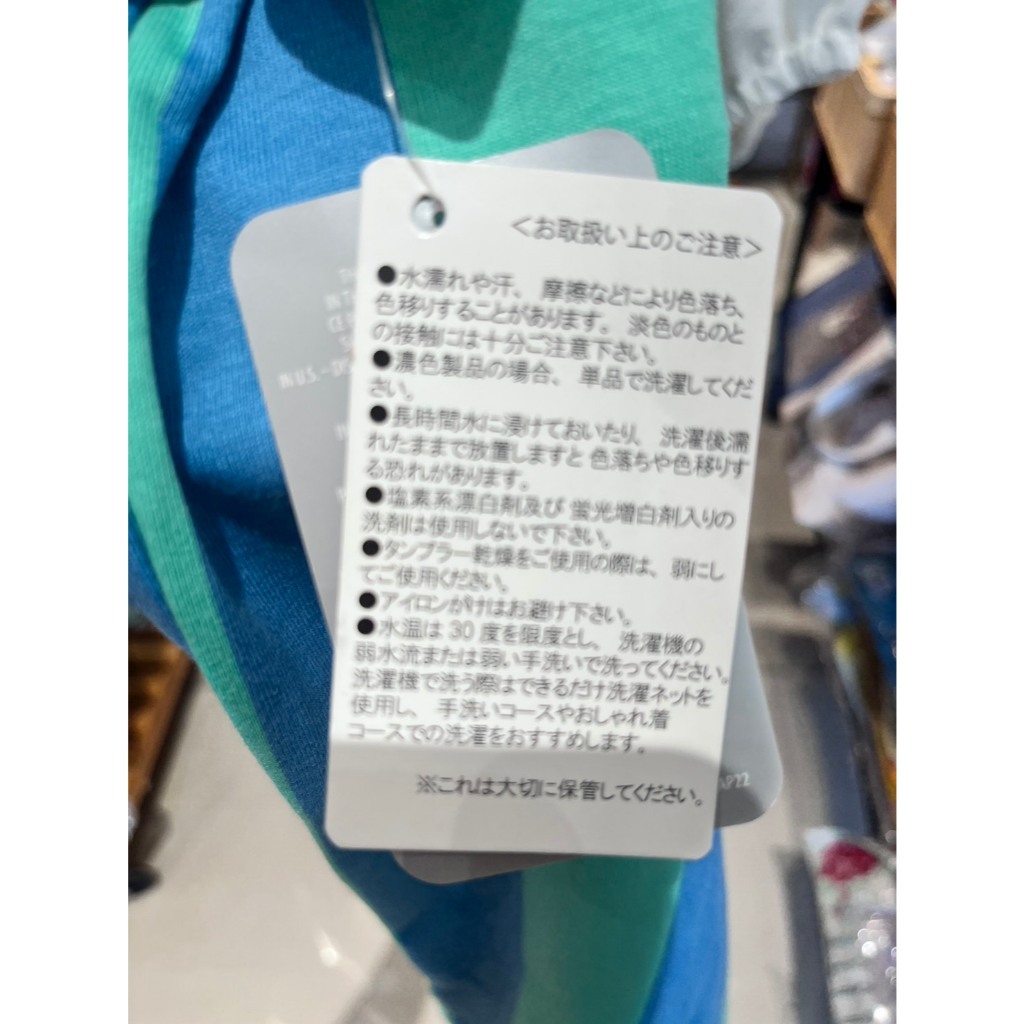 <お取扱い上のご注意>
●水濡れや汗、 摩擦などにより色落ち、
色移りすることがあります。 淡色のものと
の接触には十分ご注意下さい。
●濃色製品の場合、 単品で洗濯してくだ
さい。
●長時間水に浸けておいたり、 洗濯後濡
れたままで放置しますと 色落ちや色移りす
る恐れがあります。
●塩素系漂白剤及び 蛍光増白剤入りの
洗剤は使用しないで下さい。
●タンブラー乾燥をご使用の際は、 弱にし
てご使用ください。
●アイロンがけはお避け下さい。
●水温は 30 度を限度とし、 洗濯機の
弱水流または弱い手洗いで洗ってください。
洗濯機で洗う際はできるだけ洗濯ネットを
使用し、 手洗いコースやおしゃれ着
コースでの洗濯をおすすめします。
※これは大切に保管してください。